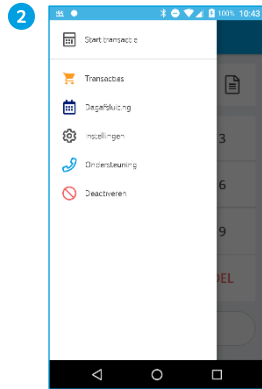 2
100% 10:43
Start transactie
Transacties
3
Dagafsluiting
Instellingen
6
Ondersteuning
Deactiveren
9
DEL